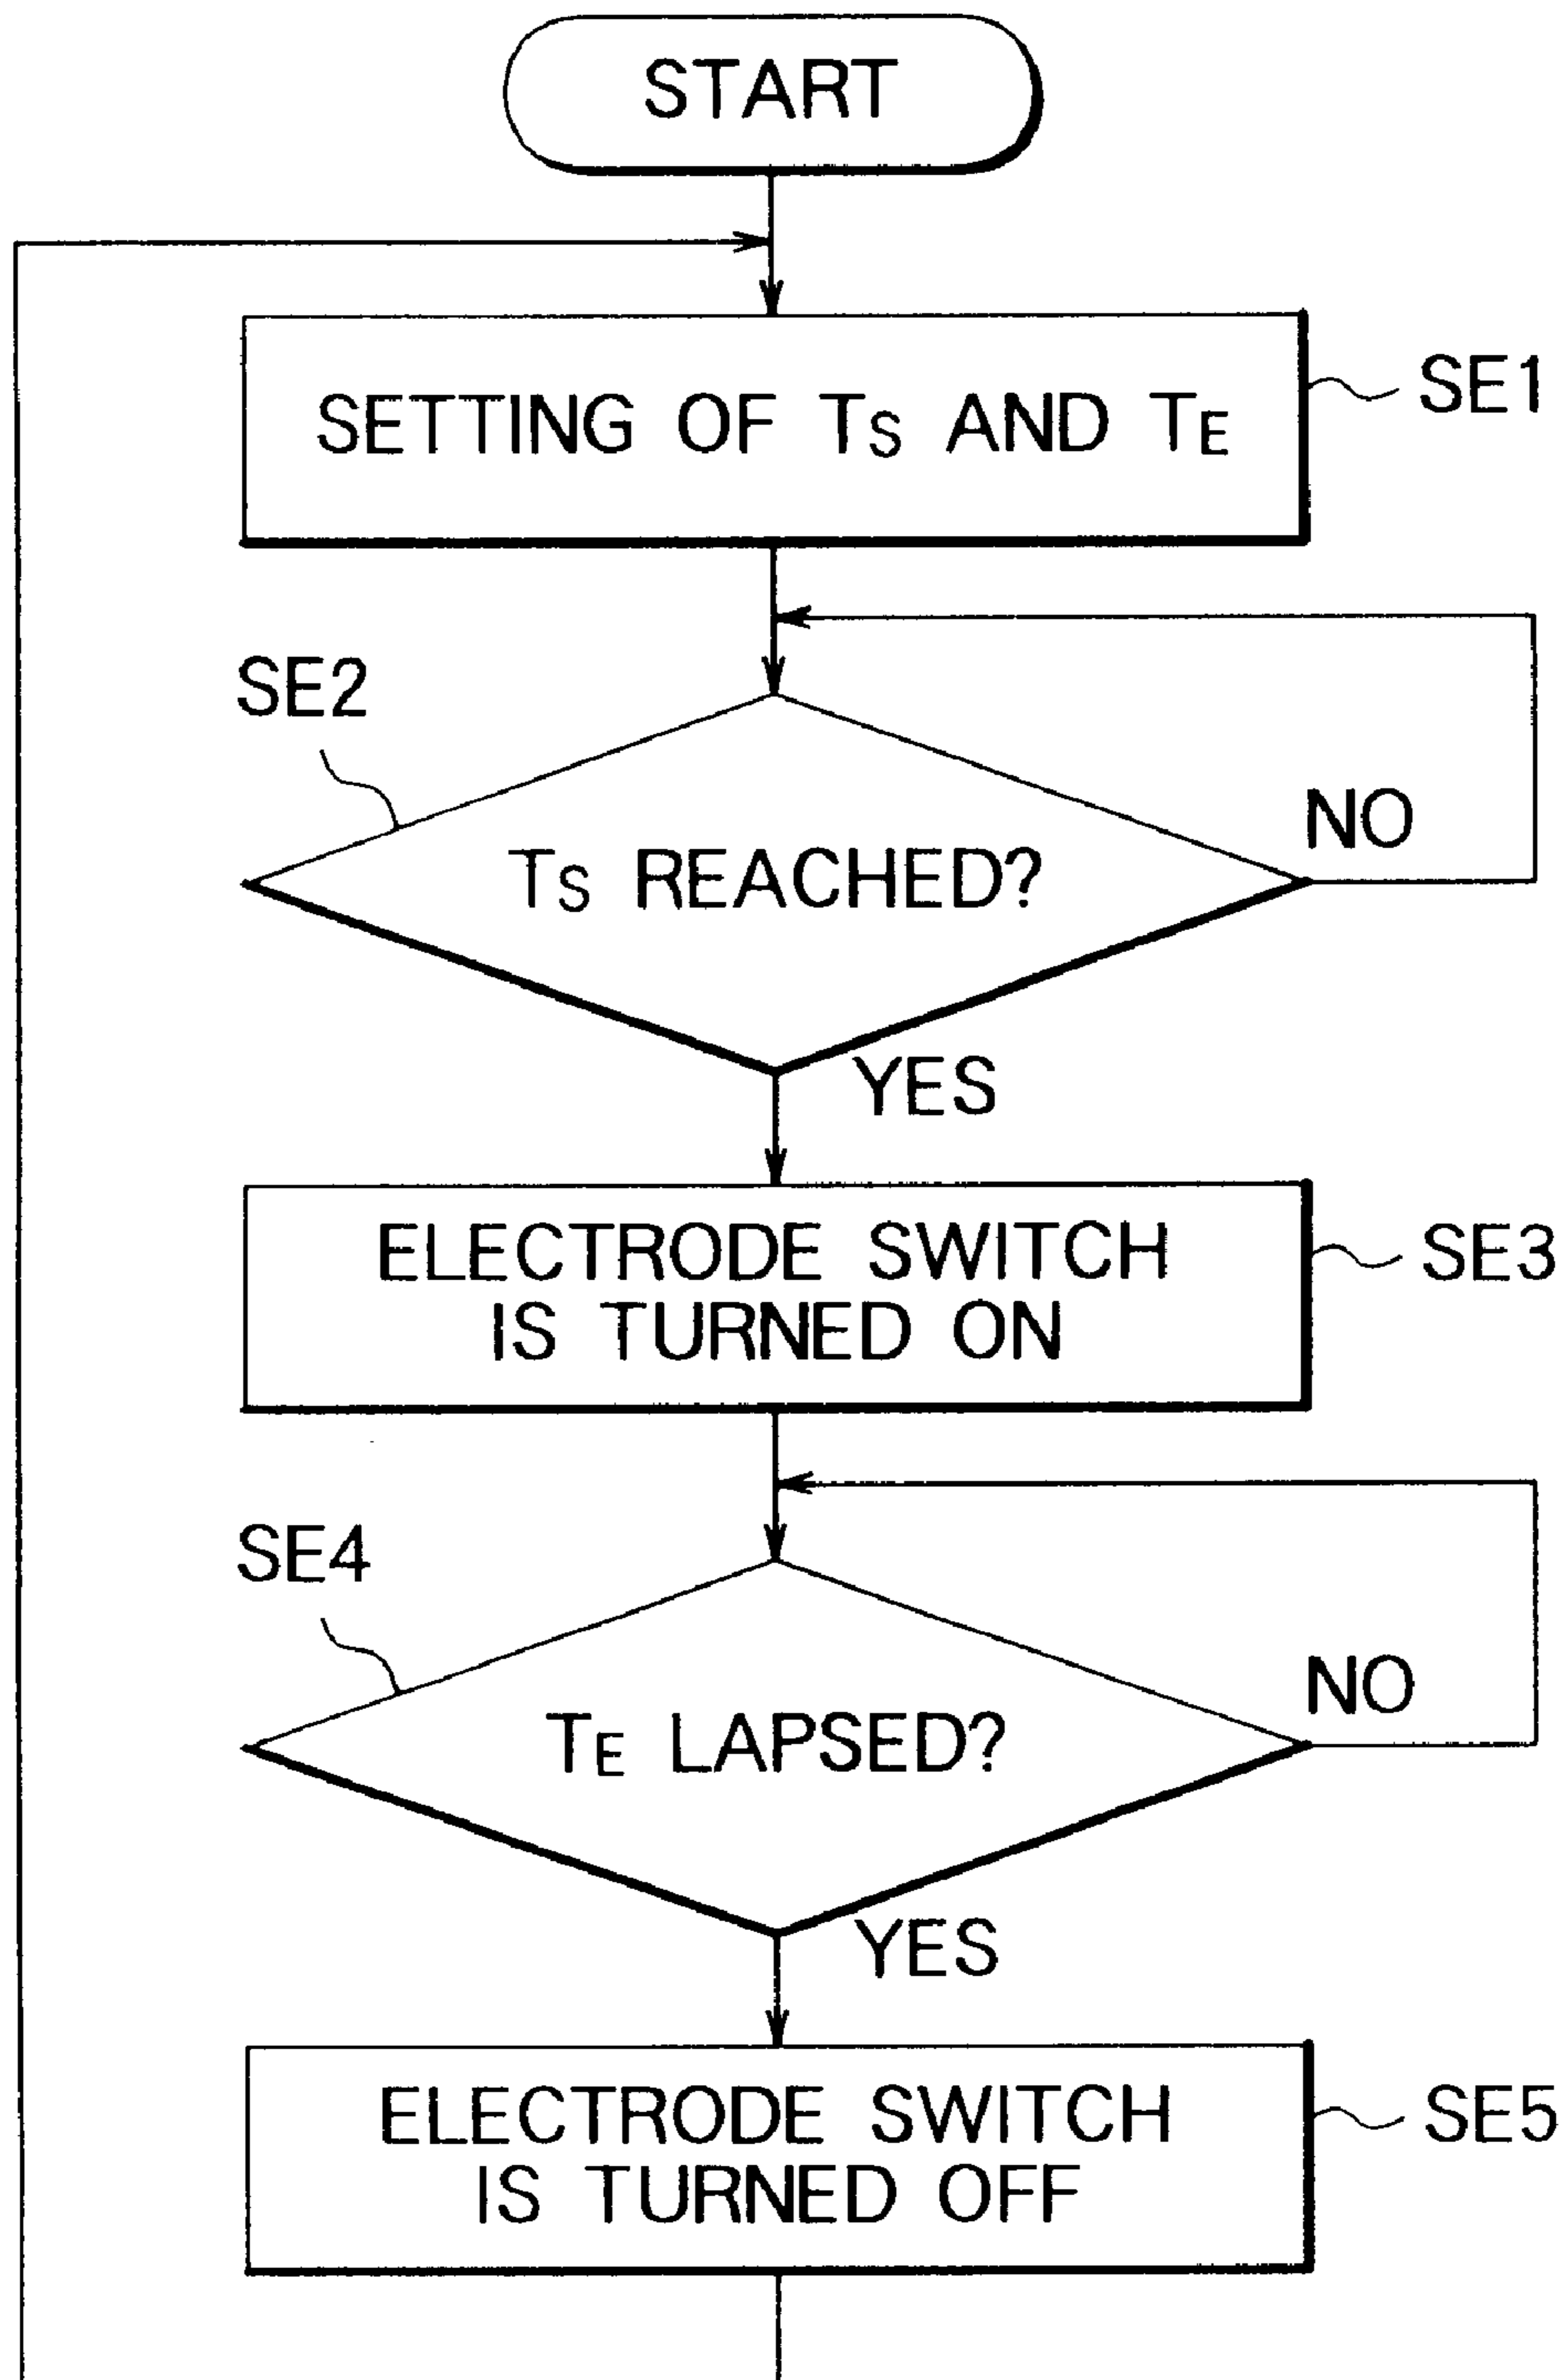 START
SETTING OF TS AND TE
SE1
SE2
TS REACHED?
NO
YES
ELECTRODE SWITCH
IS TURNED ON
SE3
SE4
TE LAPSED?
NO
YES
ELECTRODE SWITCH
IS TURNED OFF
SE5